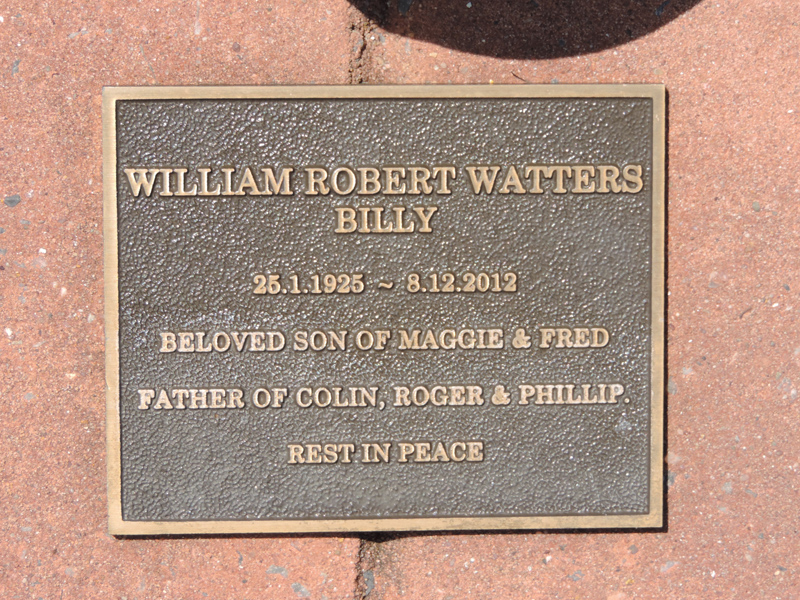 WILLIAM ROBERT WATTERS
BILLY
25.1.1925 ~ 8.12.2012
BELOVED SON OF MAGGIE & FRED
FATHER OF COLIN, ROGER & PHILLIP.
REST IN PEACE